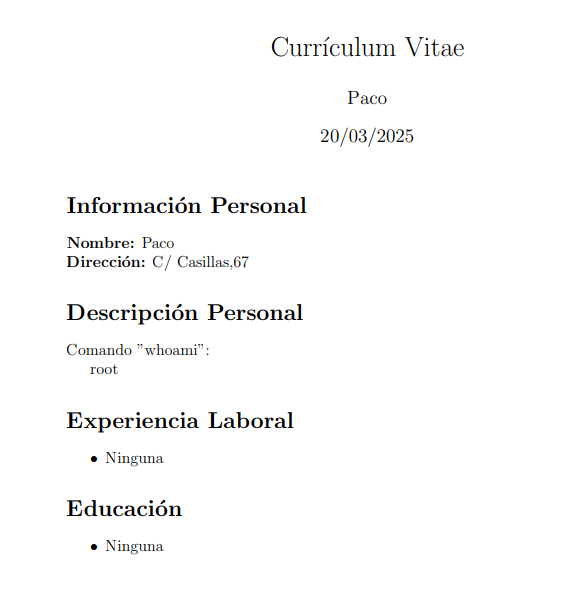 Currículum Vitae
Paco
20/03/2025
Información Personal
Nombre: Paco
Dirección: C/ Casillas,67
Descripción Personal
Comando ”whoami”:
root
Experiencia Laboral
• Ninguna
Educación
• Ninguna